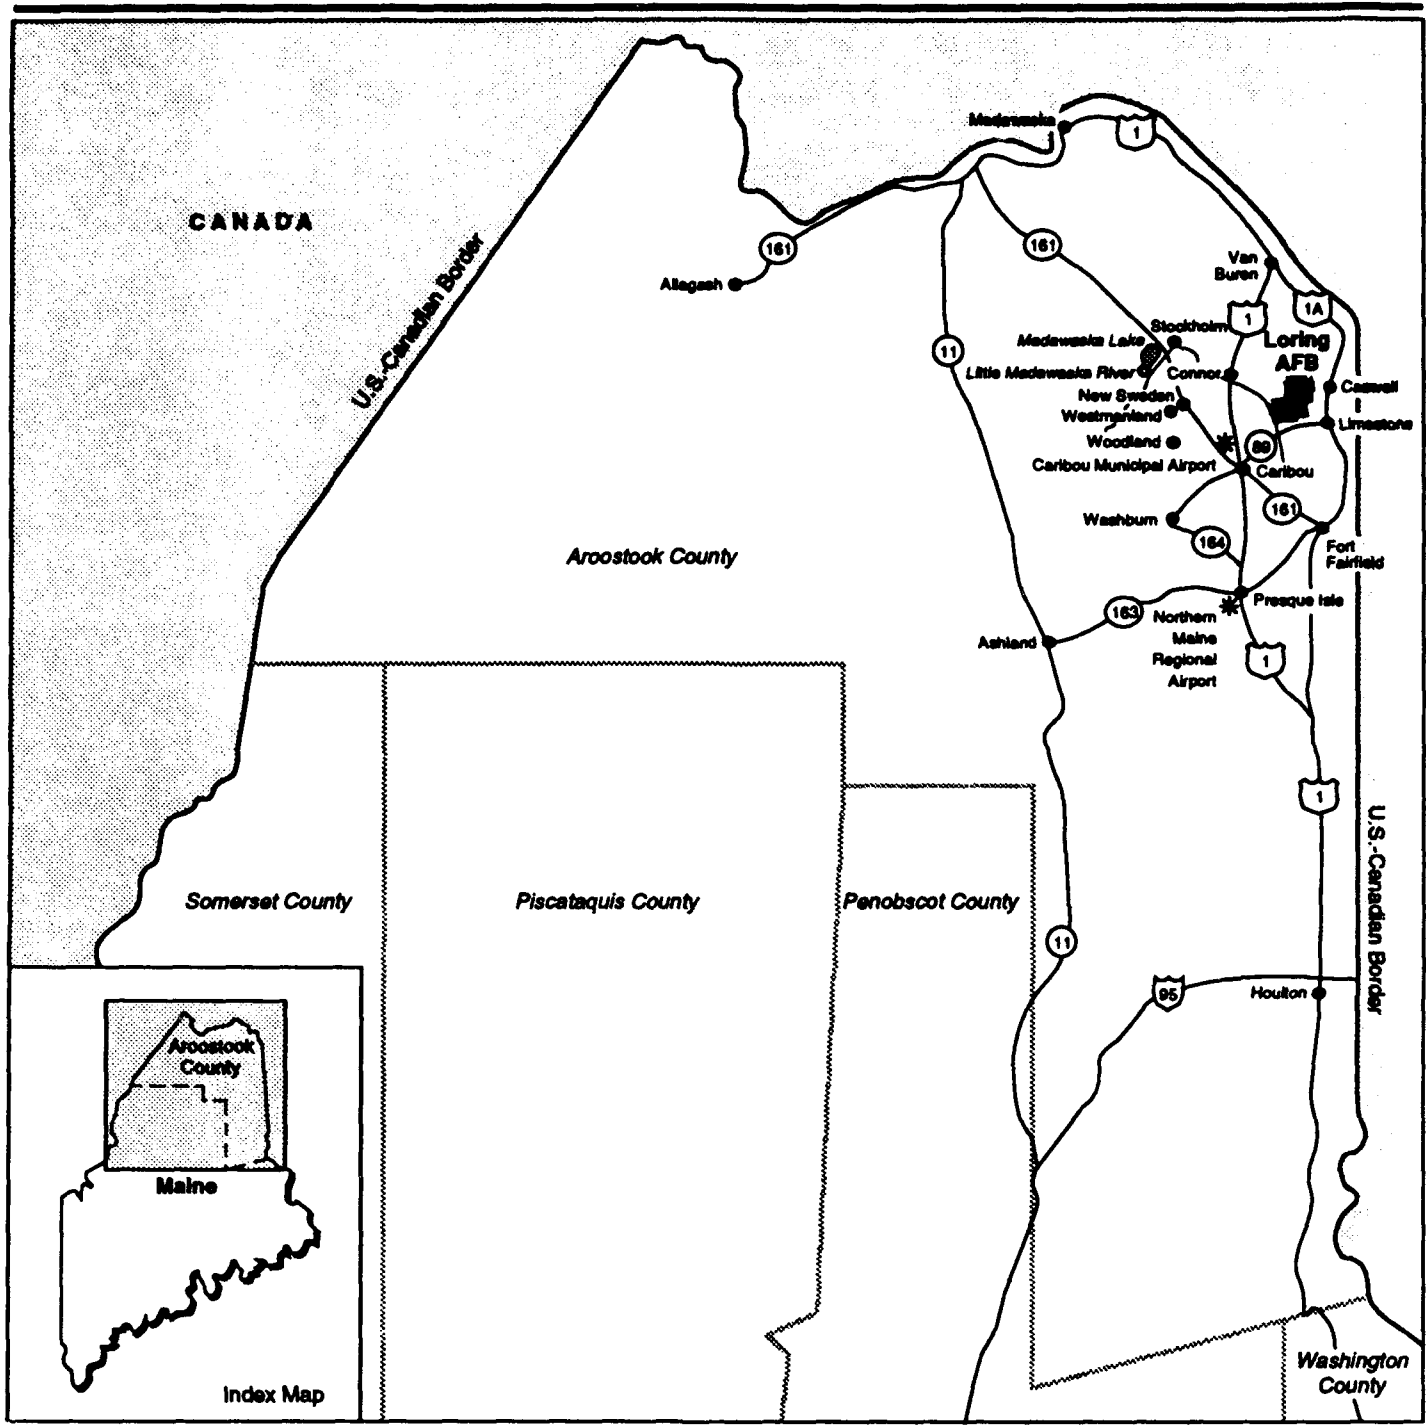 Madawaska
1
CANADA
161
161
Van
Buren
U.S.-Canadian Border
Allagash
1A
1
Stockholm
Loring
AFB
Madawaska Lake
11
Little Madawaska River
Connor
Caswell
New Sweden
Westmanland
Limestone
Woodland
89
Caribou Municipal Airport
Caribou
161
Washburn
164
Fort
Fairfield
Aroostook County
Presque Isle
163
Northern
Maine
Regional
Airport
Ashland
1
1
U.S.-Canadian Border
Somerset County
Piscataquis County
Penobscot County
11
95
Houlton
Aroostook
County
Maine
Index Map
Washington
County